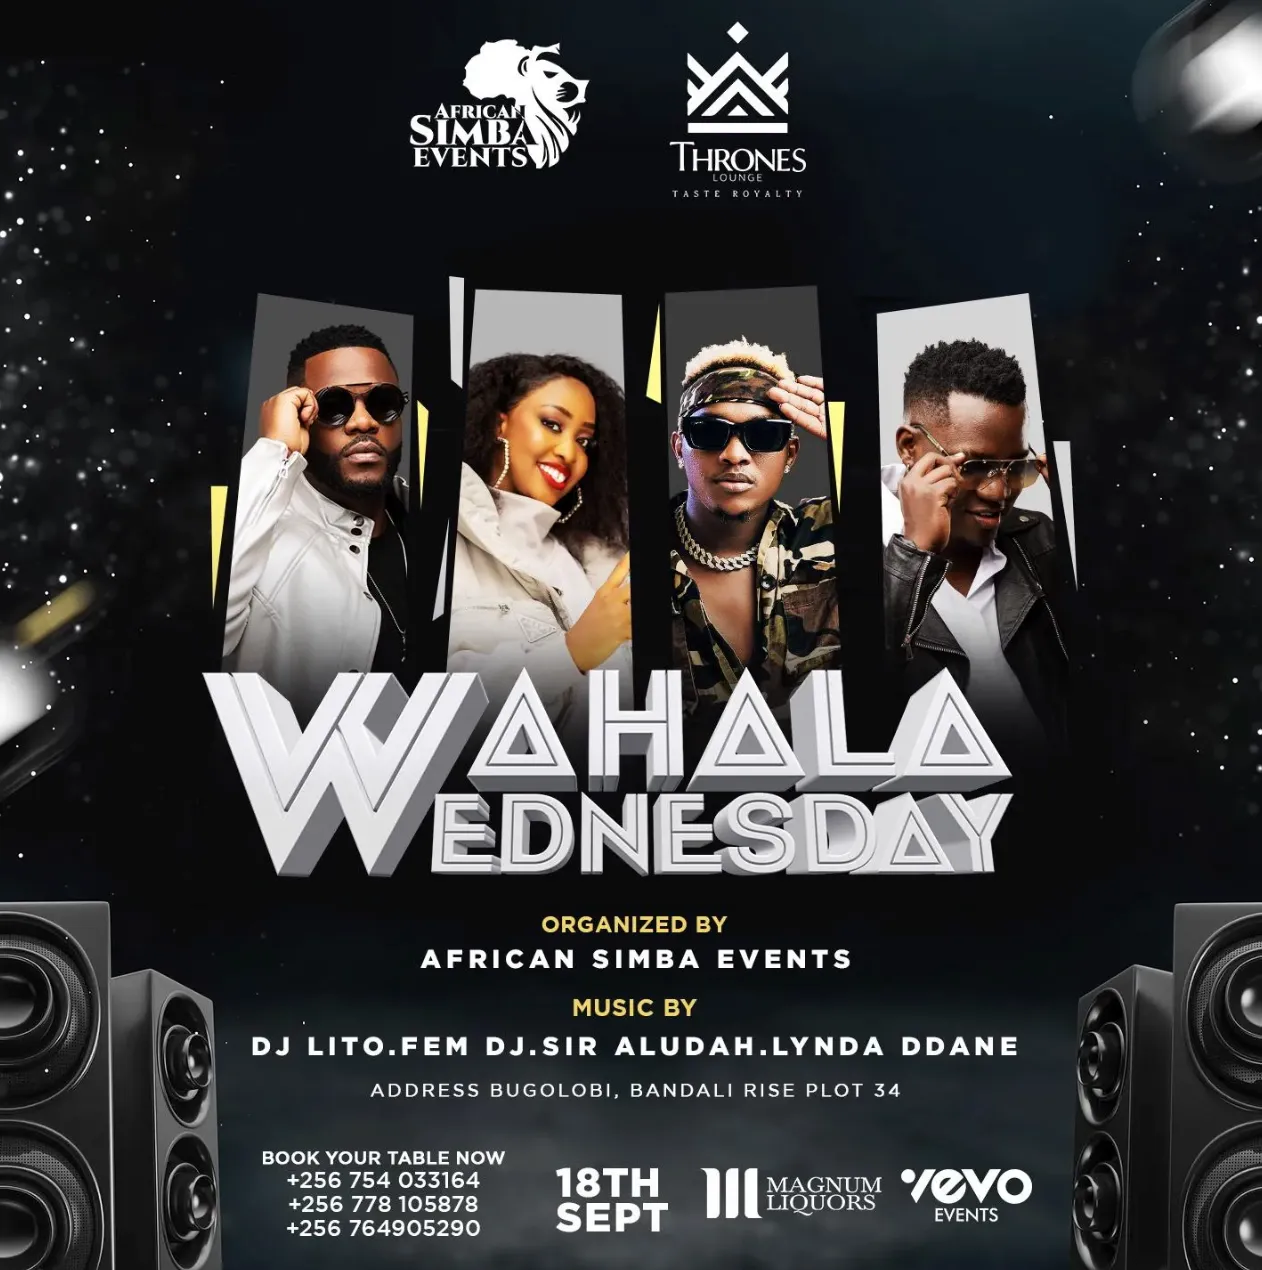 AFRICAN
SIMBA
EVENTS
THRONES
LOUNGE
TASTE ROYALTY
WAHALA
WEDNESDAY
ORGANIZED BY
AFRICAN SIMBA EVENTS
MUSIC BY
DJ LITO.FEM DJ.SIR ALUDAH.LYNDA DDANE
ADDRESS BUGOLOBI, BANDALI RISE PLOT 34
BOOK YOUR TABLE NOW
+256 754 033164
+256 778 105878
+256 764905290
18TH
SEPT
MAGNUM
LIQUORS
VEVO
EVENTS